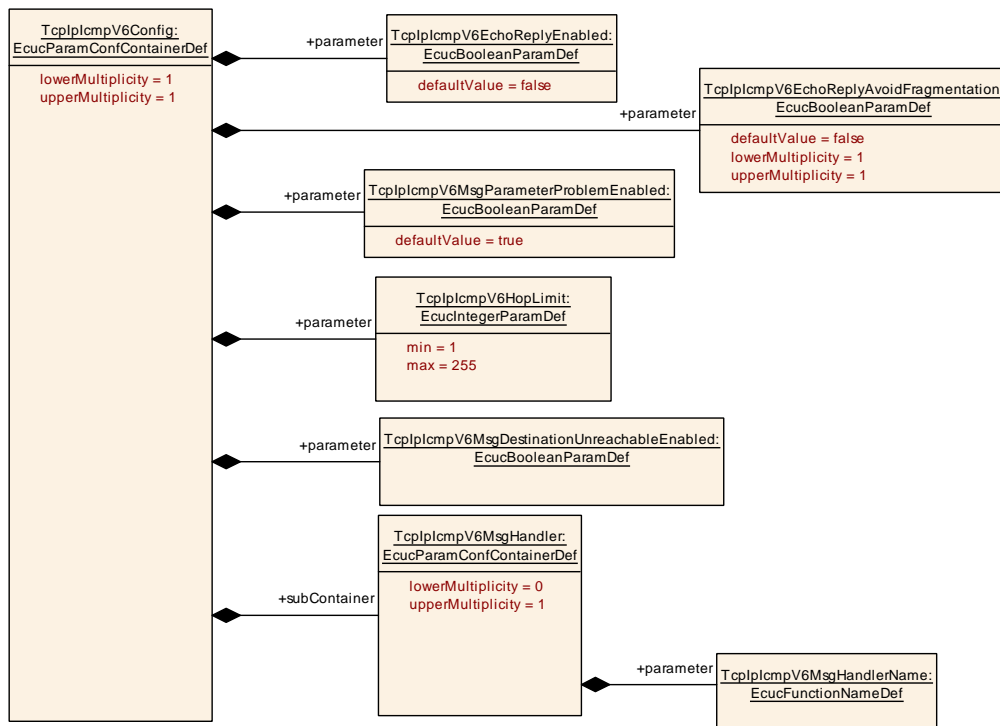 TcpIpIcmpV6Config:
EcucParamConfContainerDef
lowerMultiplicity = 1
upperMultiplicity = 1
+parameter
TcpIpIcmpV6EchoReplyEnabled:
EcucBooleanParamDef
defaultValue = false
+parameter
TcpIpIcmpV6EchoReplyAvoidFragmentation
EcucBooleanParamDef
defaultValue = false
lowerMultiplicity = 1
upperMultiplicity = 1
+parameter
TcpIpIcmpV6MsgParameterProblemEnabled:
EcucBooleanParamDef
defaultValue = true
+parameter
TcpIpIcmpV6HopLimit:
EcucIntegerParamDef
min = 1
max = 255
+parameter
TcpIpIcmpV6MsgDestinationUnreachableEnabled:
EcucBooleanParamDef
+subContainer
TcpIpIcmpV6MsgHandler:
EcucParamConfContainerDef
lowerMultiplicity = 0
upperMultiplicity = 1
+parameter
TcpIpIcmpV6MsgHandlerName:
EcucFunctionNameDef